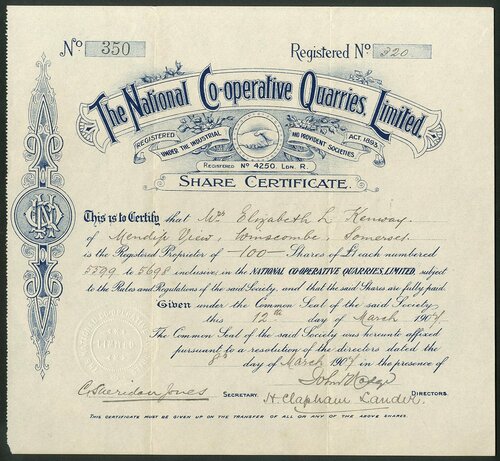 No 350 Registered No 320
The National Co-operative Quarries, Limited.
REGISTERED UNDER THE INDUSTRIAL AND PROVIDENT SOCIETIES ACT. 1893
REGISTERED No 4250. LDN. R.
SHARE CERTIFICATE.
This is to Certify that Mrs Elizabeth L Kenway
of Mendip View, Winscombe, Somerset
is the Registered Proprietor of -100- Shares of £1 each numbered
5599 to 5698 inclusive, in the NATIONAL CO-OPERATIVE QUARRIES, LIMITED, subject
to the Rules and Regulations of the said Society, and that the said Shares are fully paid.
Given under the Common Seal of the said Society
this 12th day of March 1907
The Common Seal of the said Society was hereunto affixed
pursuant to a resolution of the directors dated the
day of March 1907 in the presence of
C. Sheridan Jones SECRETARY. H Clapham Lander DIRECTORS.
THIS CERTIFICATE MUST BE GIVEN UP ON THE TRANSFER OF ALL OR ANY OF THE ABOVE SHARES.